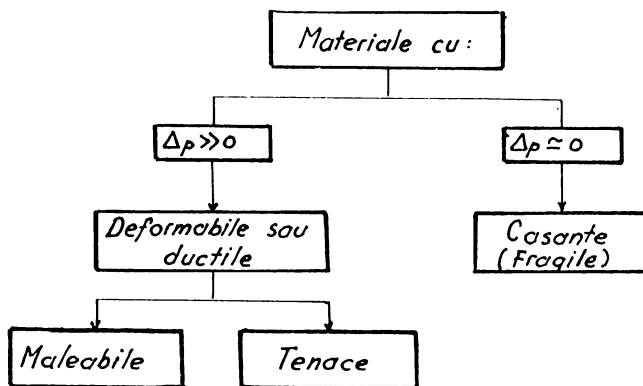 Materiale cu:
Δp≫0
Δp≃0
Deformabile sau
ductile
Casante
(Fragile)
Maleabile
Tenace